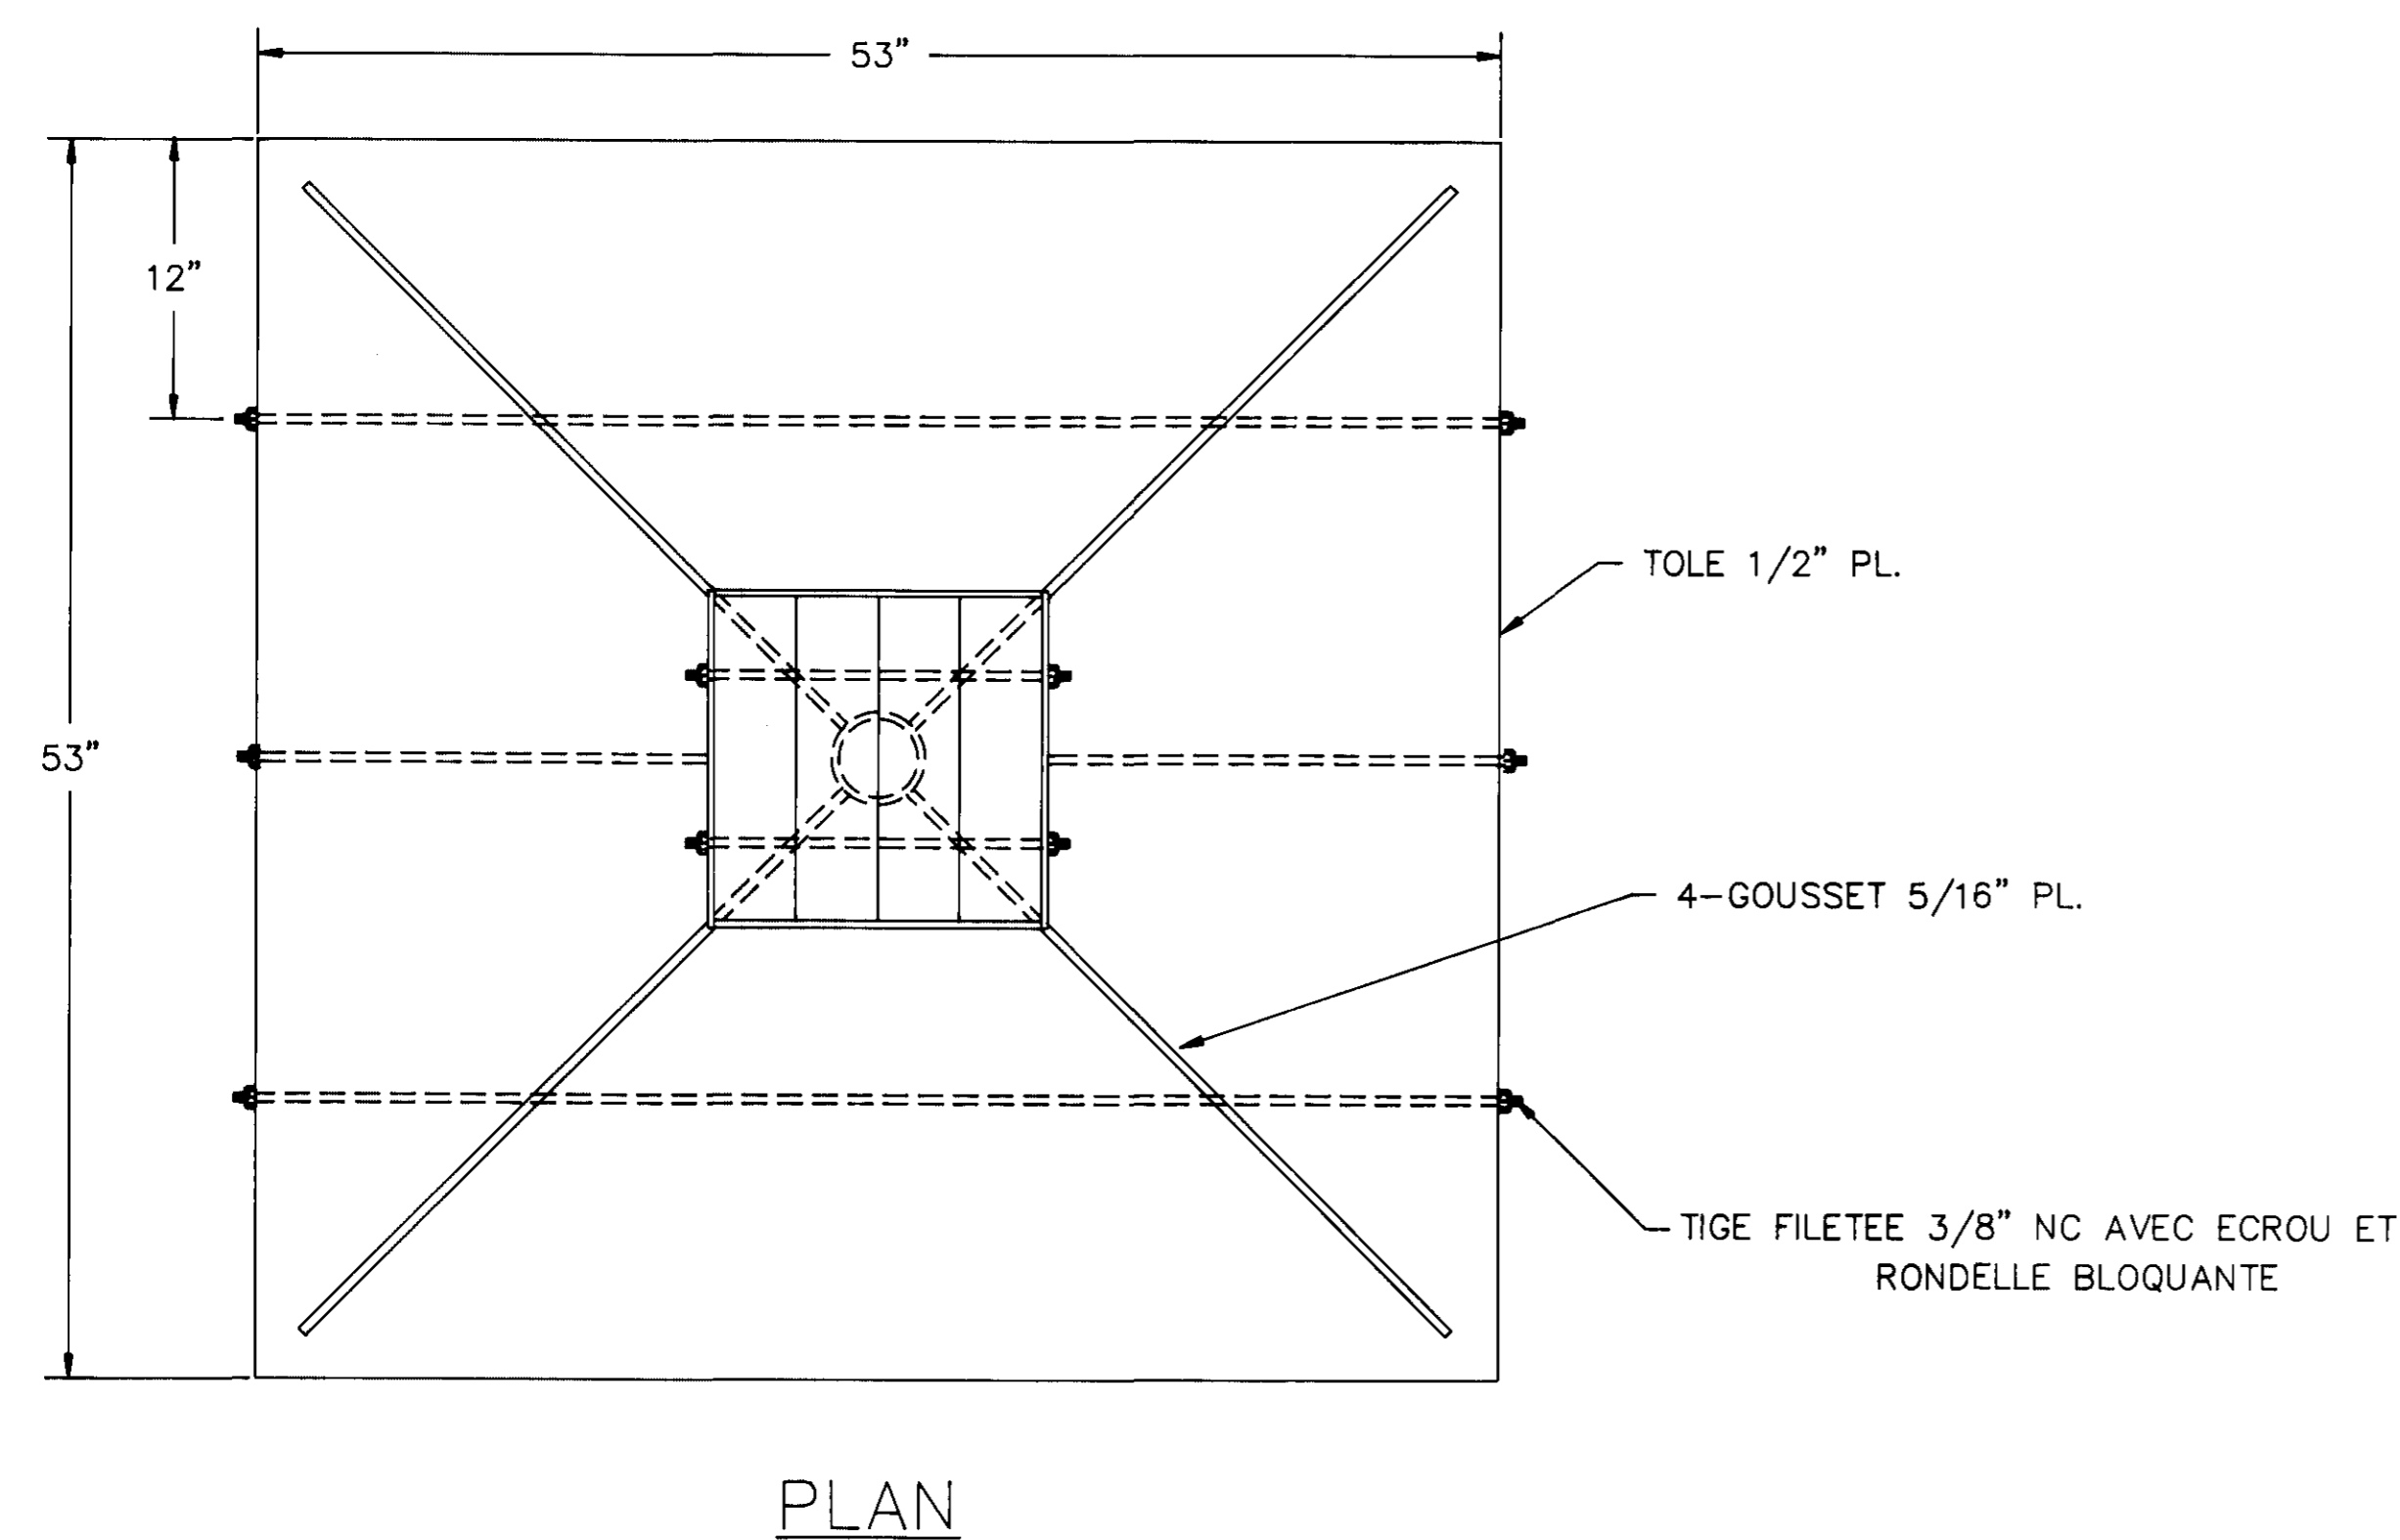 53”
12”
TOLE 1/2” PL.
53”
4-GOUSSET 5/16” PL.
TIGE FILETEE 3/8” NC AVEC ECROU ET
RONDELLE BLOQUANTE
PLAN